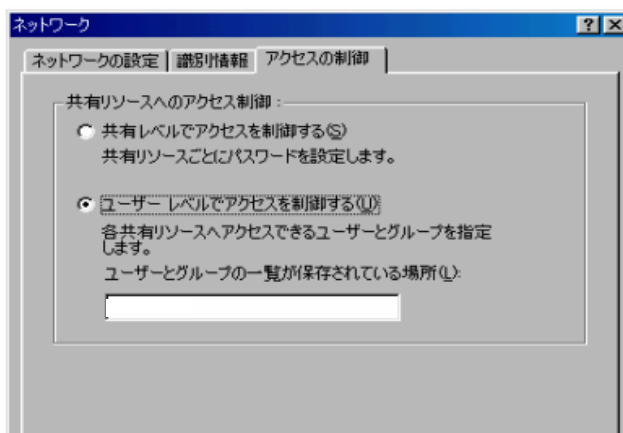 ネットワーク
ネットワークの設定 識別情報 アクセスの制御
共有リソースへのアクセス制御:
共有レベルでアクセスを制御する(S)
共有リソースごとにパスワードを設定します。
ユーザー レベルでアクセスを制御する(U)
各共有リソースへアクセスできるユーザーとグループを指定
します。
ユーザーとグループの一覧が保存されている場所(L):